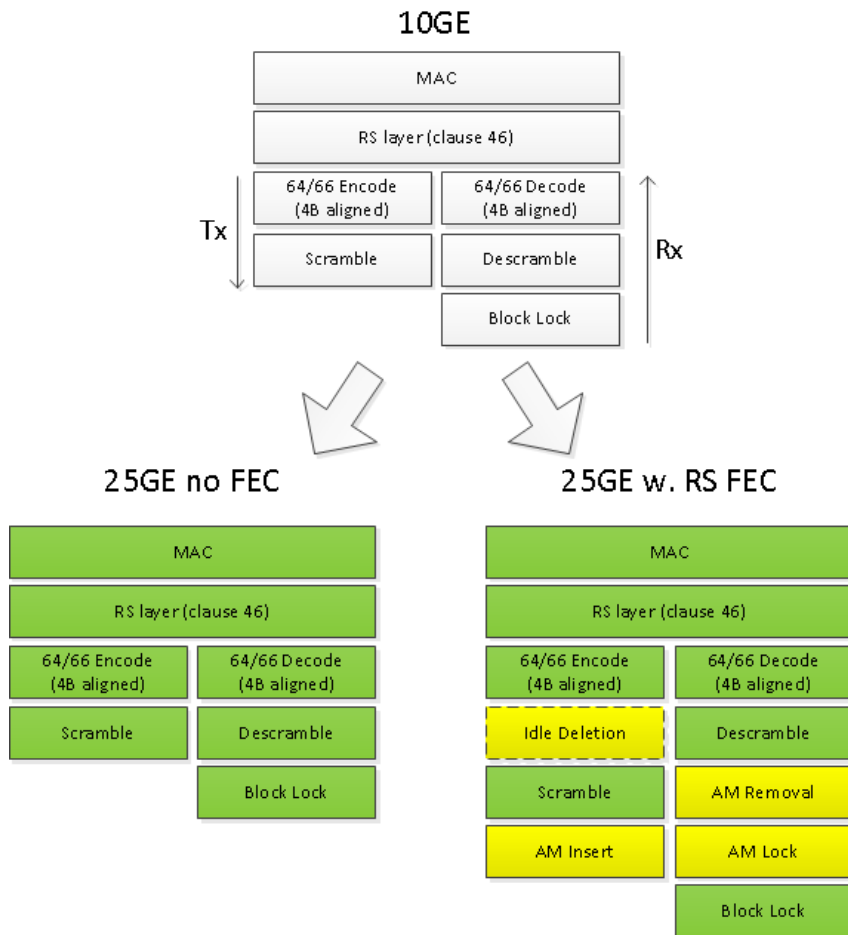 10GE
MAC
RS layer (clause 46)
64/66 Encode
(4B aligned)
64/66 Decode
(4B aligned)
Tx
Scramble
Descramble
Rx
Block Lock
25GE no FEC
MAC
RS layer (clause 46)
64/66 Encode
(4B aligned)
64/66 Decode
(4B aligned)
Scramble
Descramble
Block Lock
25GE w. RS FEC
MAC
RS layer (clause 46)
64/66 Encode
(4B aligned)
64/66 Decode
(4B aligned)
Idle Deletion
Descramble
Scramble
AM Removal
AM Insert
AM Lock
Block Lock